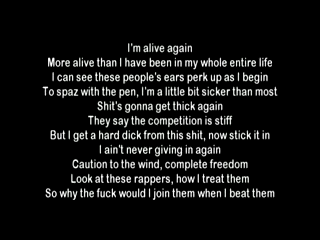 I'm alive again
More alive than I have been in my whole entire life
I can see these people's ears perk up as I begin
To spaz with the pen, I'm a little bit sicker than most
Shit's gonna get thick again
They say the competition is stiff
But I get a hard dick from this shit, now stick it in
I ain't never giving in again
Caution to the wind, complete freedom
Look at these rappers, how I treat them
So why the fuck would I join them when I beat them